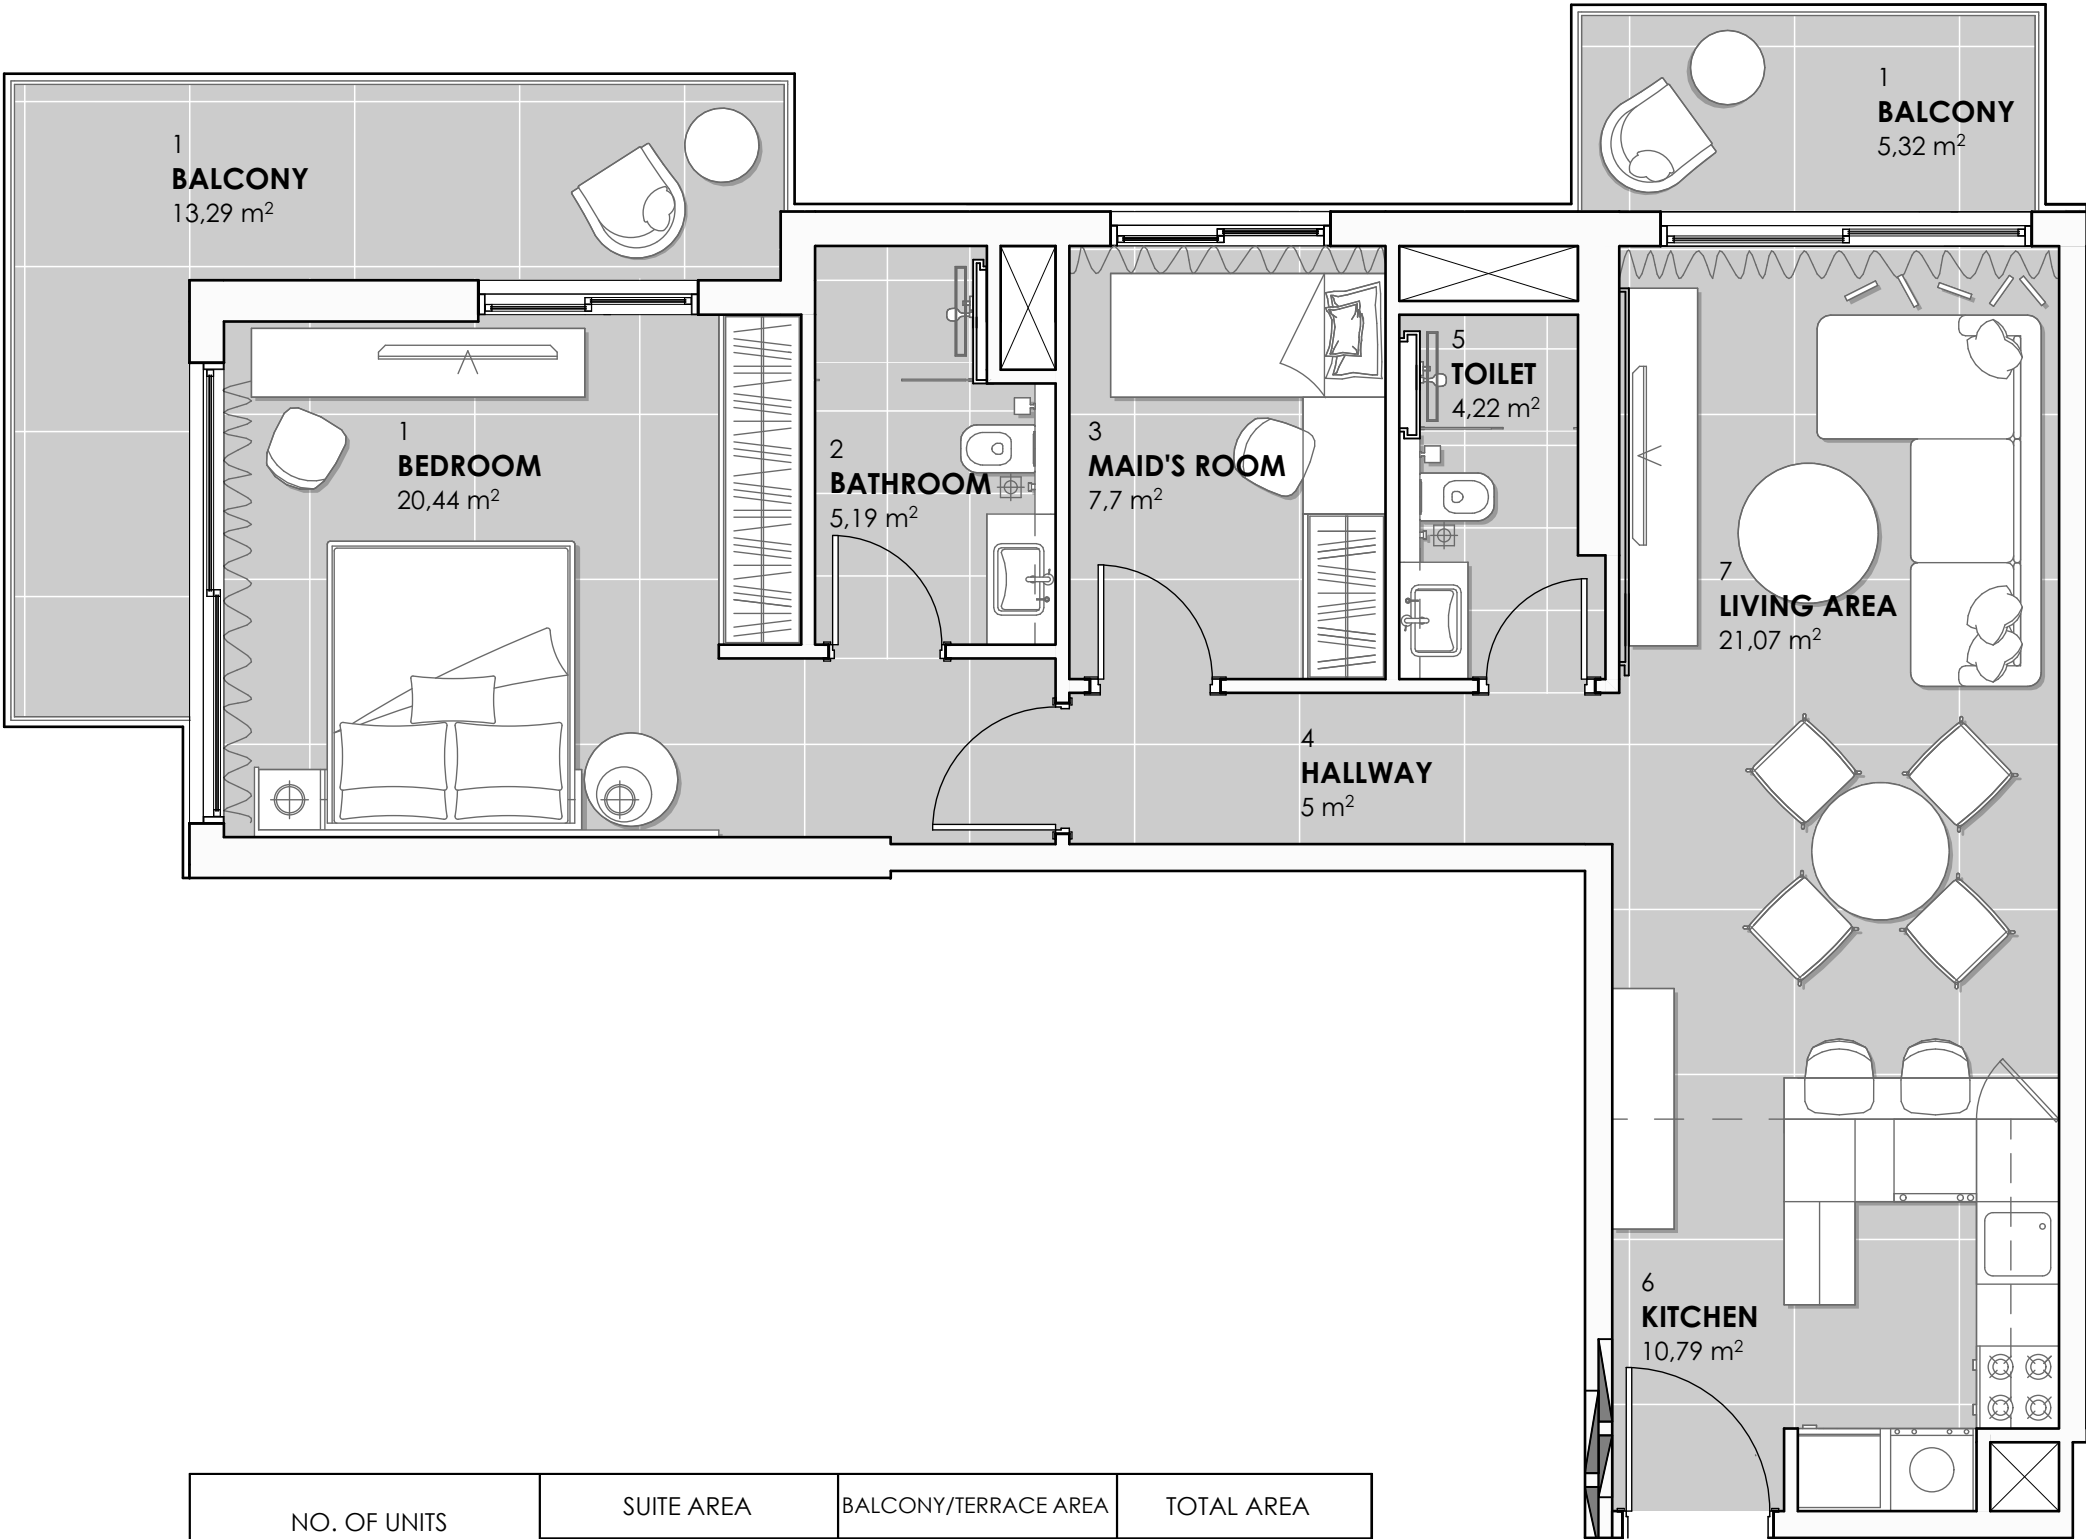 1
BALCONY
13,29 m²
1
BALCONY
5,32 m²
1
BEDROOM
20,44 m²
2
BATHROOM
5,19 m²
3
MAID'S ROOM
7,7 m²
4
HALLWAY
5 m²
5
TOILET
4,22 m²
6
KITCHEN
10,79 m²
7
LIVING AREA
21,07 m²
NO. OF UNITS
SUITE AREA
BALCONY/TERRACE AREA
TOTAL AREA